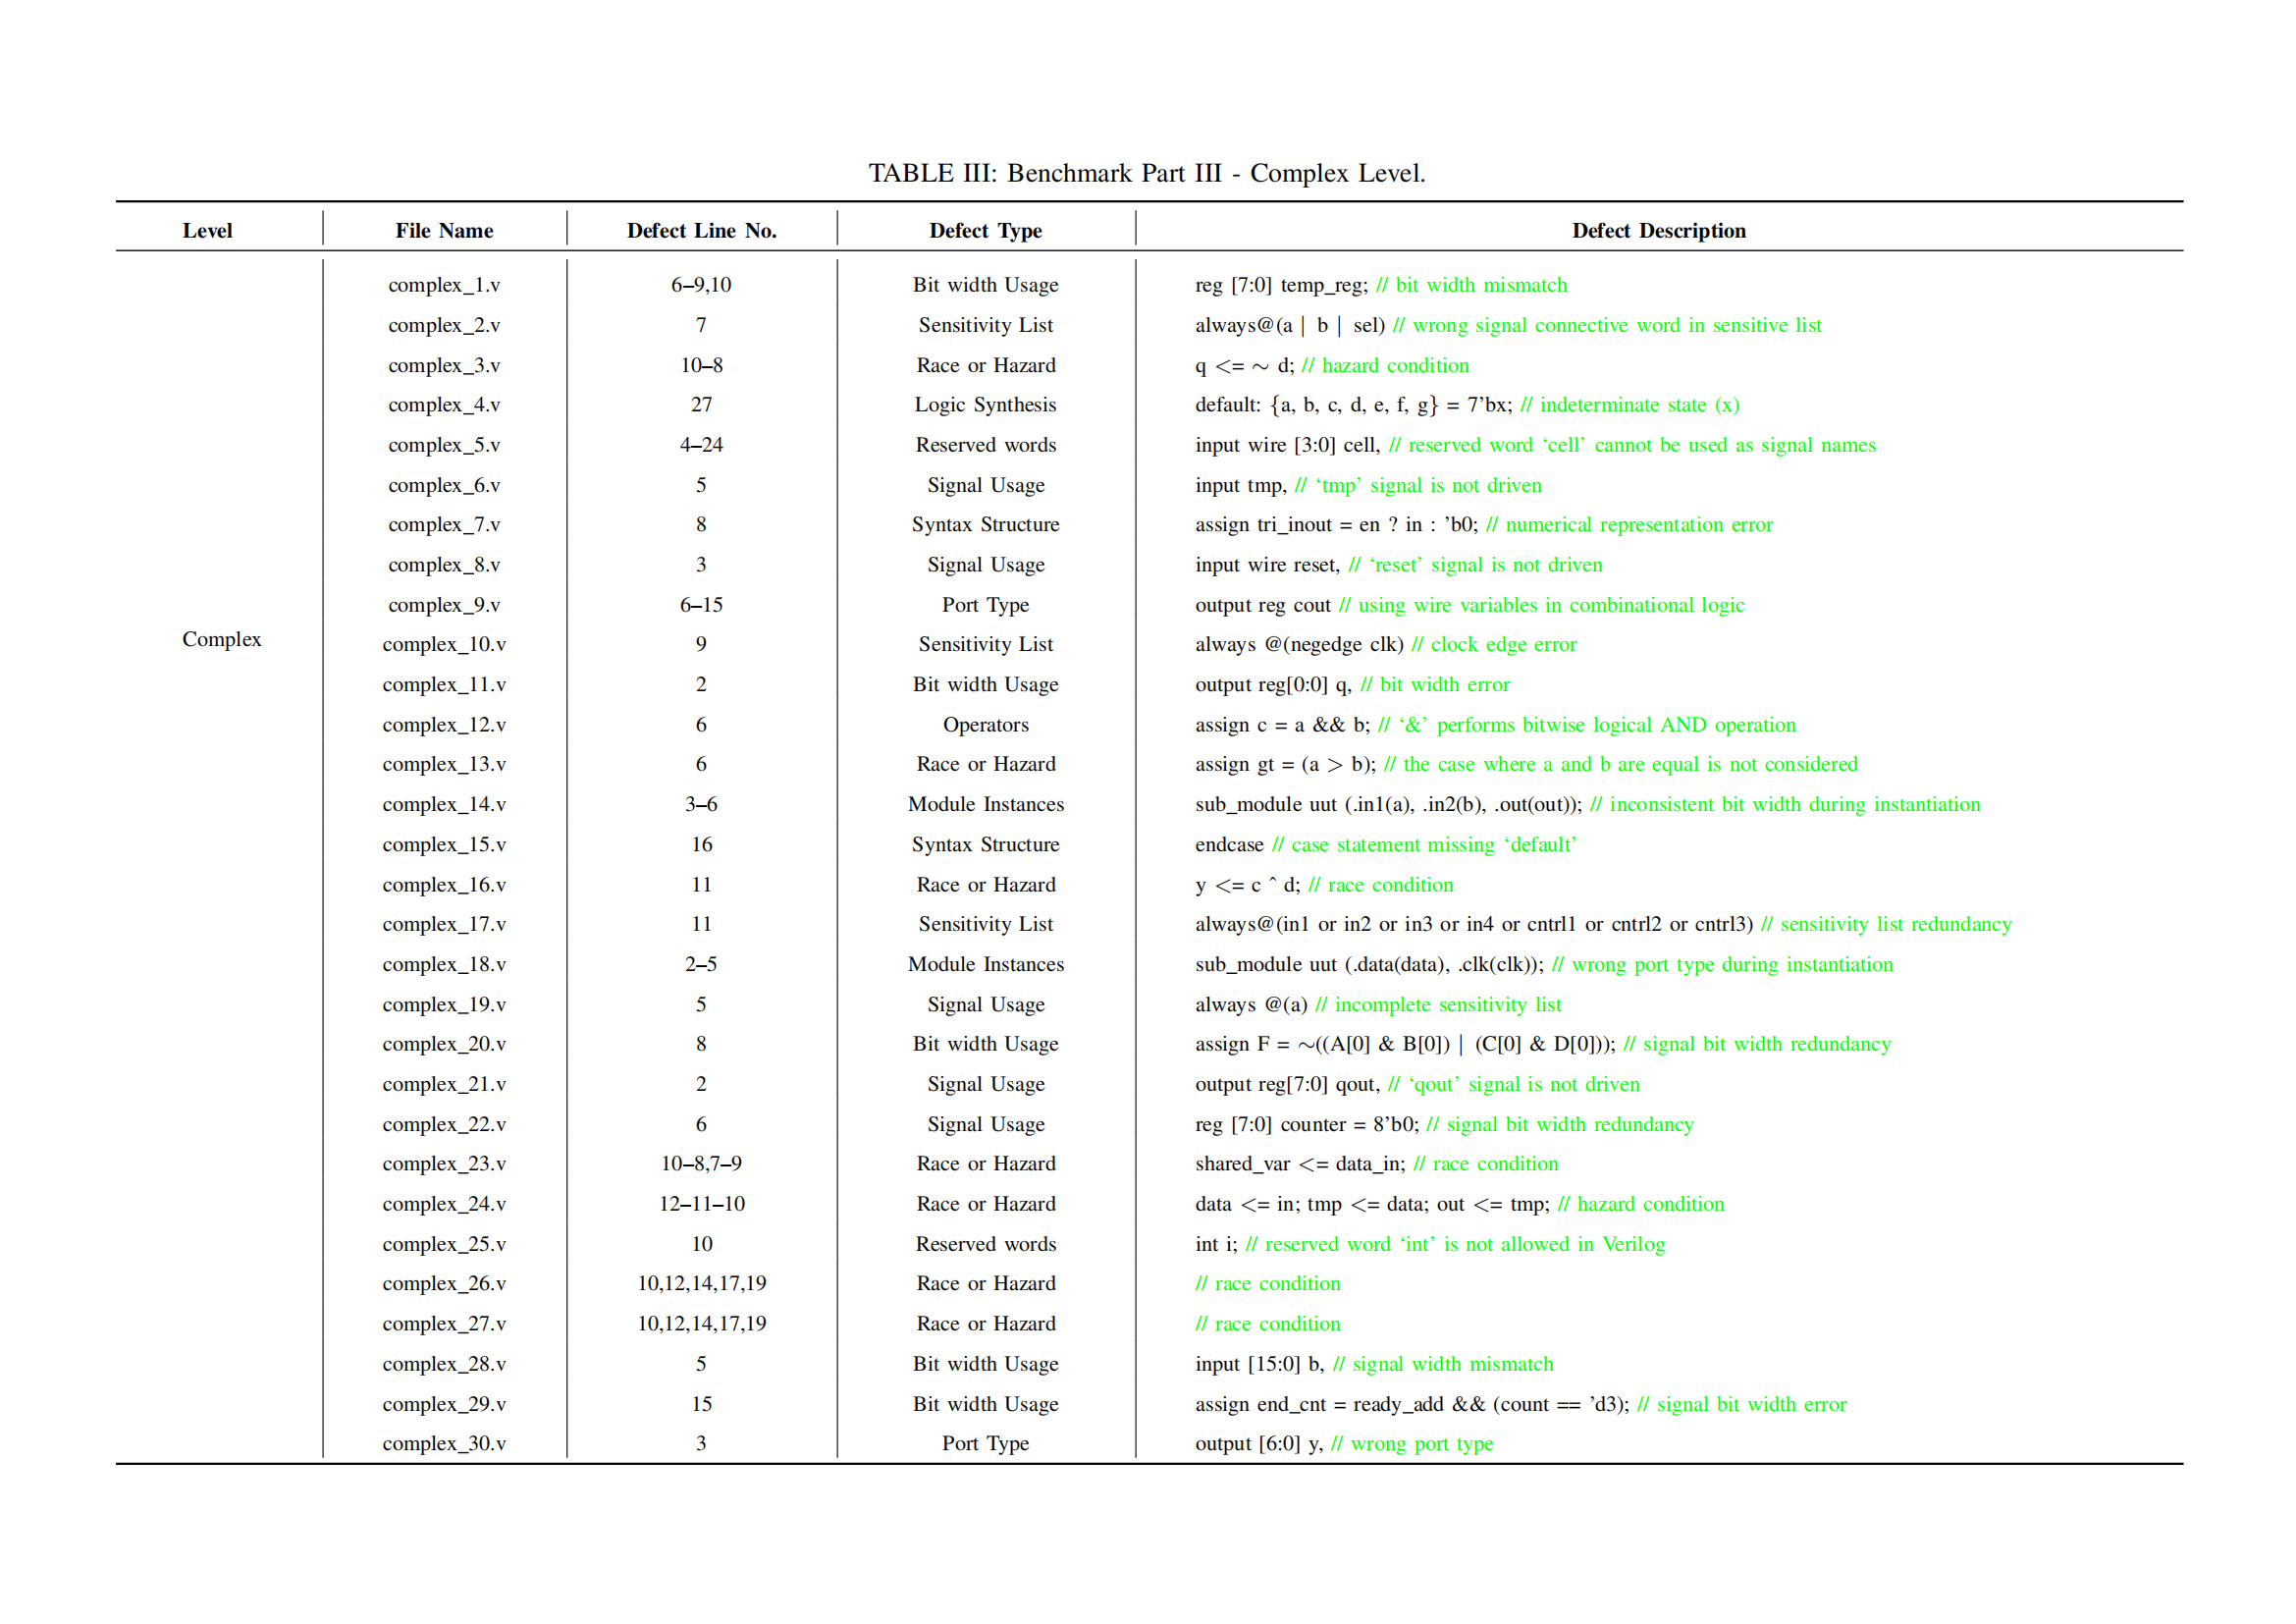 TABLE III: Benchmark Part III - Complex Level.
Level File Name Defect Line No. Defect Type Defect Description
complex_1.v 6–9,10 Bit width Usage reg [7:0] temp_reg; // bit width mismatch
complex_2.v 7 Sensitivity List always@(a | b | sel) // wrong signal connective word in sensitive list
complex_3.v 10–8 Race or Hazard q <= ∼ d; // hazard condition
complex_4.v 27 Logic Synthesis default: {a, b, c, d, e, f, g} = 7’bx; // indeterminate state (x)
complex_5.v 4–24 Reserved words input wire [3:0] cell, // reserved word ‘cell’ cannot be used as signal names
complex_6.v 5 Signal Usage input tmp, // ‘tmp’ signal is not driven
complex_7.v 8 Syntax Structure assign tri_inout = en ? in : ’b0; // numerical representation error
complex_8.v 3 Signal Usage input wire reset, // ‘reset’ signal is not driven
complex_9.v 6–15 Port Type output reg cout // using wire variables in combinational logic
Complex complex_10.v 9 Sensitivity List always @(negedge clk) // clock edge error
complex_11.v 2 Bit width Usage output reg[0:0] q, // bit width error
complex_12.v 6 Operators assign c = a && b; // ‘&’ performs bitwise logical AND operation
complex_13.v 6 Race or Hazard assign gt = (a > b); // the case where a and b are equal is not considered
complex_14.v 3–6 Module Instances sub_module uut (.in1(a), .in2(b), .out(out)); // inconsistent bit width during instantiation
complex_15.v 16 Syntax Structure endcase // case statement missing ‘default’
complex_16.v 11 Race or Hazard y <= c ˆ d; // race condition
complex_17.v 11 Sensitivity List always@(in1 or in2 or in3 or in4 or cntrl1 or cntrl2 or cntrl3) // sensitivity list redundancy
complex_18.v 2–5 Module Instances sub_module uut (.data(data), .clk(clk)); // wrong port type during instantiation
complex_19.v 5 Signal Usage always @(a) // incomplete sensitivity list
complex_20.v 8 Bit width Usage assign F = ∼((A[0] & B[0]) | (C[0] & D[0])); // signal bit width redundancy
complex_21.v 2 Signal Usage output reg[7:0] qout, // ‘qout’ signal is not driven
complex_22.v 6 Signal Usage reg [7:0] counter = 8’b0; // signal bit width redundancy
complex_23.v 10–8,7–9 Race or Hazard shared_var <= data_in; // race condition
complex_24.v 12–11–10 Race or Hazard data <= in; tmp <= data; out <= tmp; // hazard condition
complex_25.v 10 Reserved words int i; // reserved word ‘int’ is not allowed in Verilog
complex_26.v 10,12,14,17,19 Race or Hazard // race condition
complex_27.v 10,12,14,17,19 Race or Hazard // race condition
complex_28.v 5 Bit width Usage input [15:0] b, // signal width mismatch
complex_29.v 15 Bit width Usage assign end_cnt = ready_add && (count == ’d3); // signal bit width error
complex_30.v 3 Port Type output [6:0] y, // wrong port type